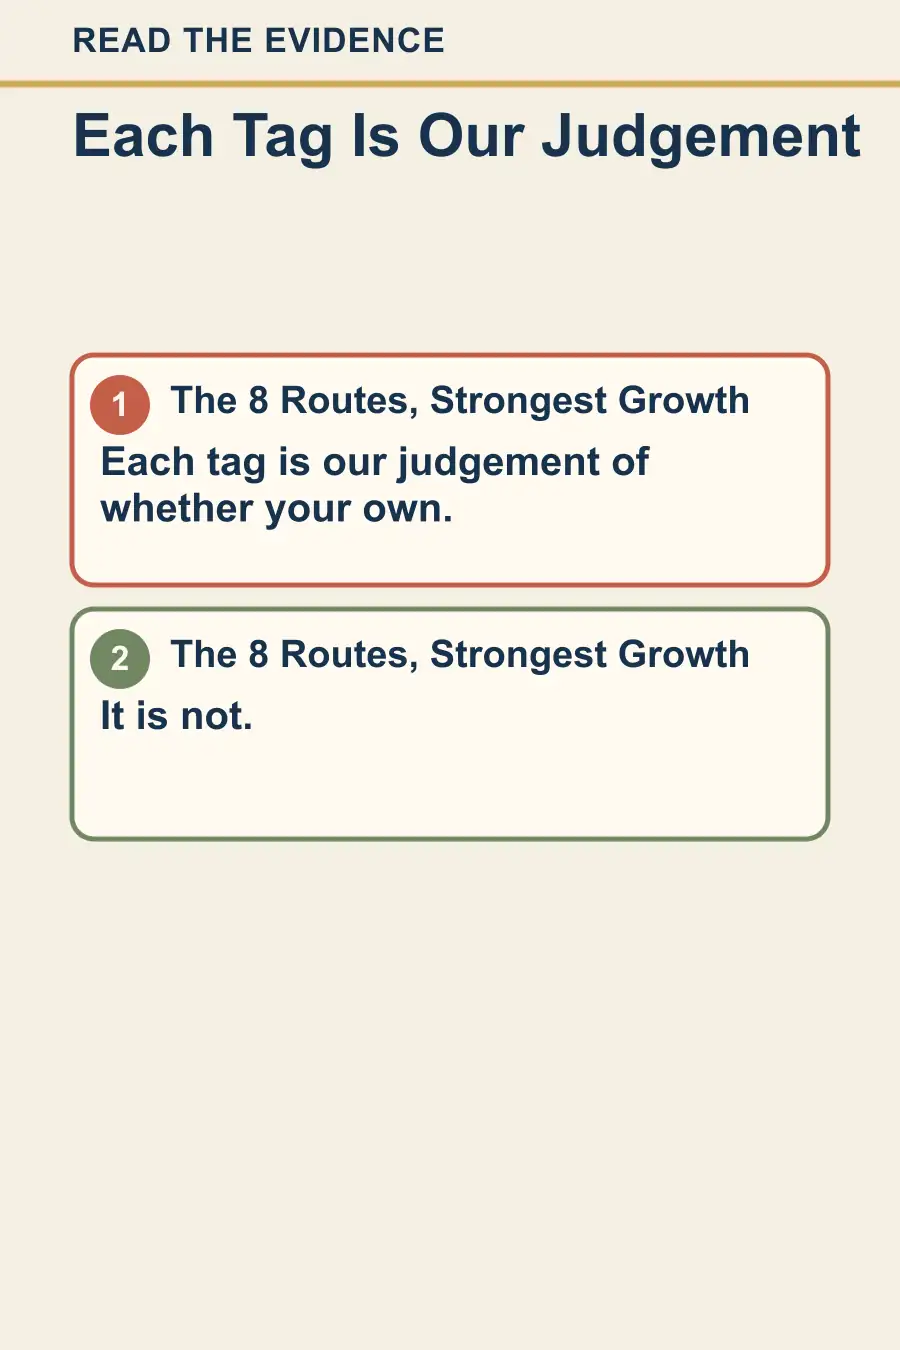 READ THE EVIDENCE
Each Tag Is Our Judgement
1 The 8 Routes, Strongest Growth
Each tag is our judgement of
whether your own.
2 The 8 Routes, Strongest Growth
It is not.